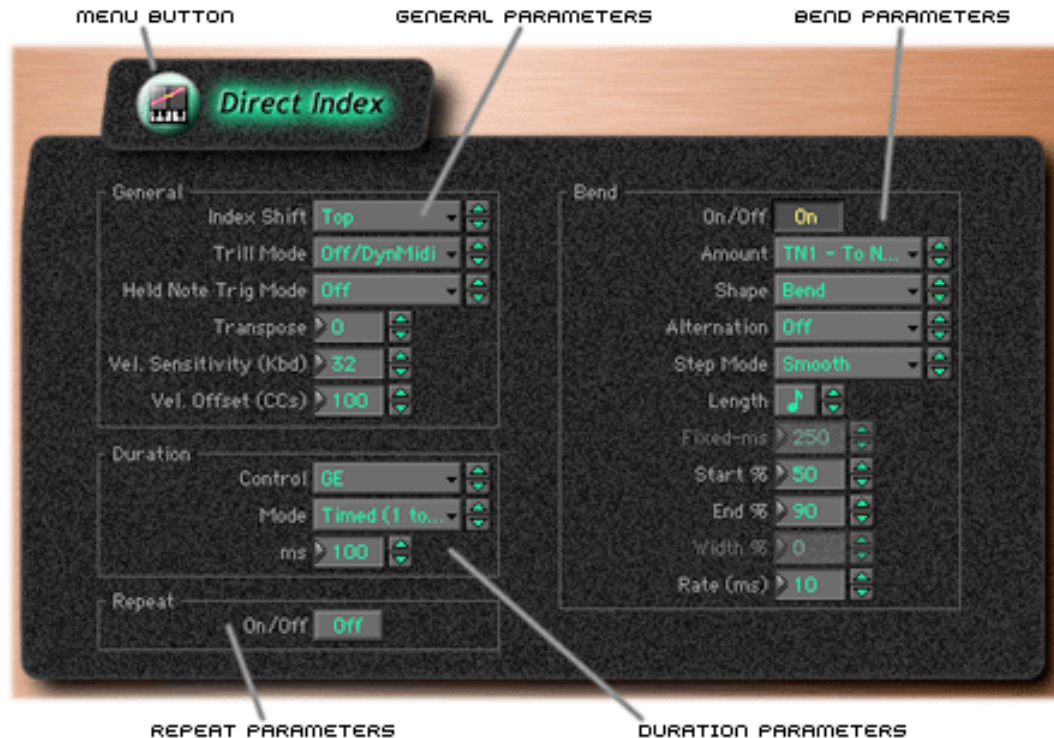 MENU BUTTON
GENERAL PARAMETERS
BEND PARAMETERS
Direct Index
General
Index Shift Top
Trill Mode Off/DynMidi
Held Note Trig Mode Off
Transpose 0
Vel. Sensitivity (Kbd) 32
Vel. Offset (CCs) 100
Duration
Control GE
Mode Timed (1 to...
ms 100
Repeat
On/Off Off
Bend
On/Off On
Amount TN1 - To N...
Shape Bend
Alternation Off
Step Mode Smooth
Length ♪
Fixed-ms 250
Start % 50
End % 90
Width % 0
Rate (ms) 10
REPEAT PARAMETERS
DURATION PARAMETERS